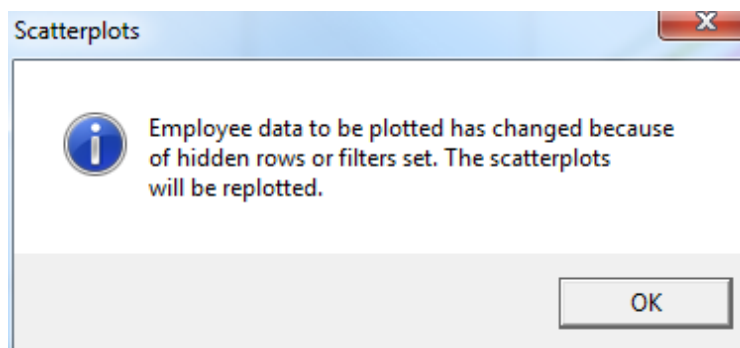 Scatterplots
Employee data to be plotted has changed because
of hidden rows or filters set. The scatterplots
will be replotted.
OK